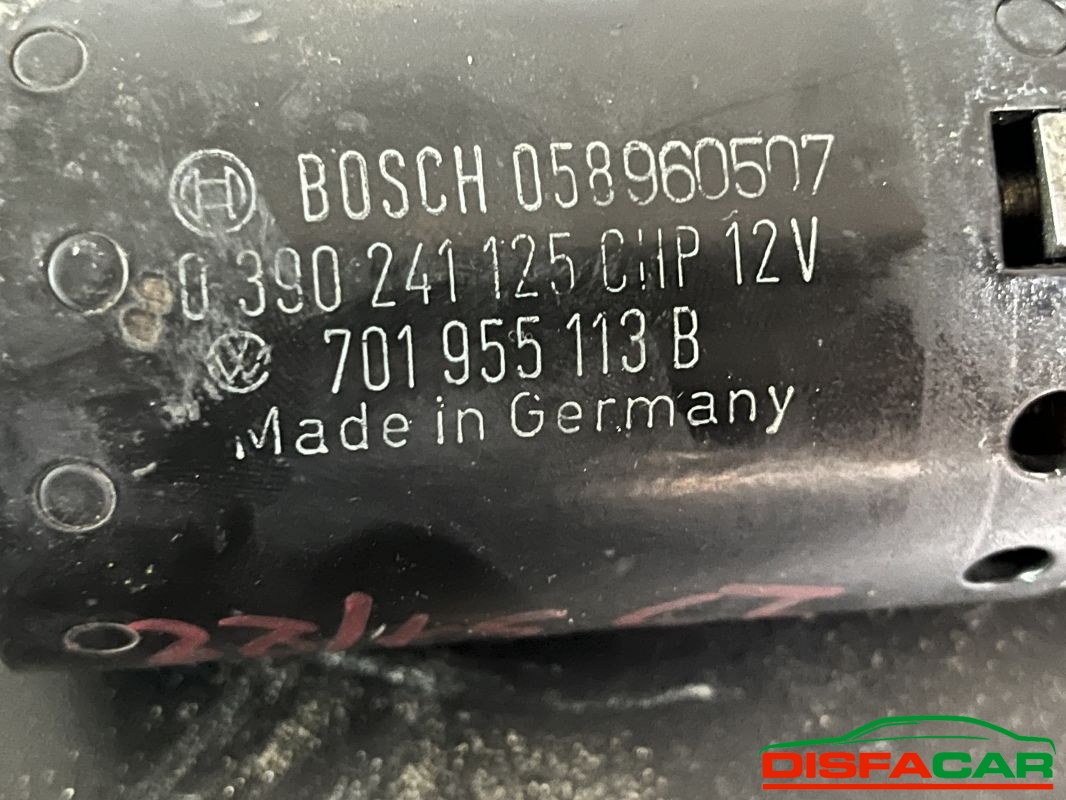 BOSCH 058960507
0 390 241 125 CHP 12V
701 955 113 B
Made in Germany
DISFACAR